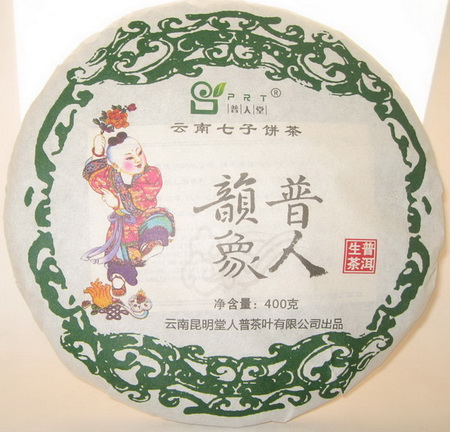 PRT®
普人堂
云南七子饼茶
普人
韻象
普洱
生茶
净含量：400克
云南昆明堂人普茶叶有限公司出品